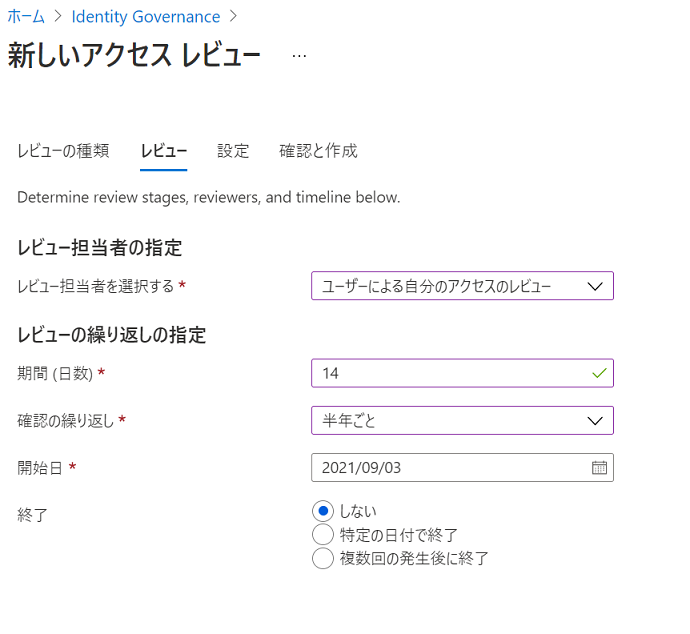 ホーム > Identity Governance >
新しいアクセス レビュー ...
レビューの種類 レビュー 設定 確認と作成
Determine review stages, reviewers, and timeline below.
レビュー担当者の指定
レビュー担当者を選択する * ユーザーによる自分のアクセスのレビュー
レビューの繰り返しの指定
期間 (日数) * 14
確認の繰り返し * 半年ごと
開始日 * 2021/09/03
終了 しない
特定の日付で終了
複数回の発生後に終了